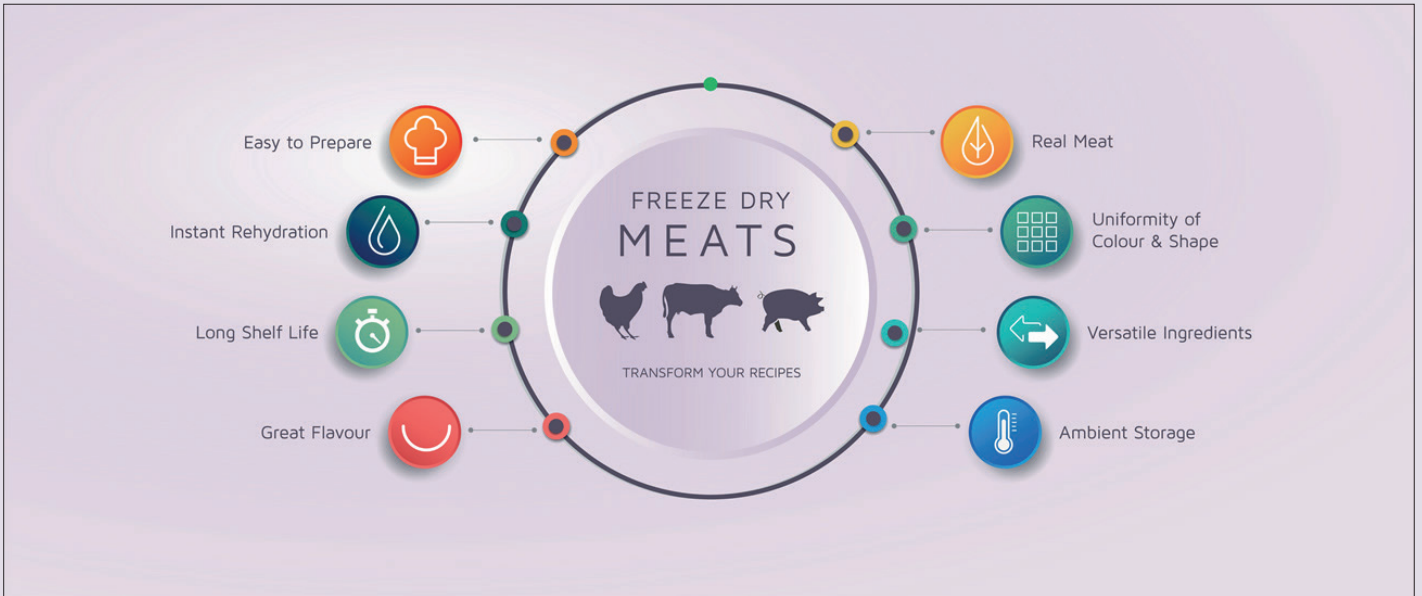 FREEZE DRY
MEATS
TRANSFORM YOUR RECIPES
Easy to Prepare
Instant Rehydration
Long Shelf Life
Great Flavour
Real Meat
Uniformity of
Colour & Shape
Versatile Ingredients
Ambient Storage